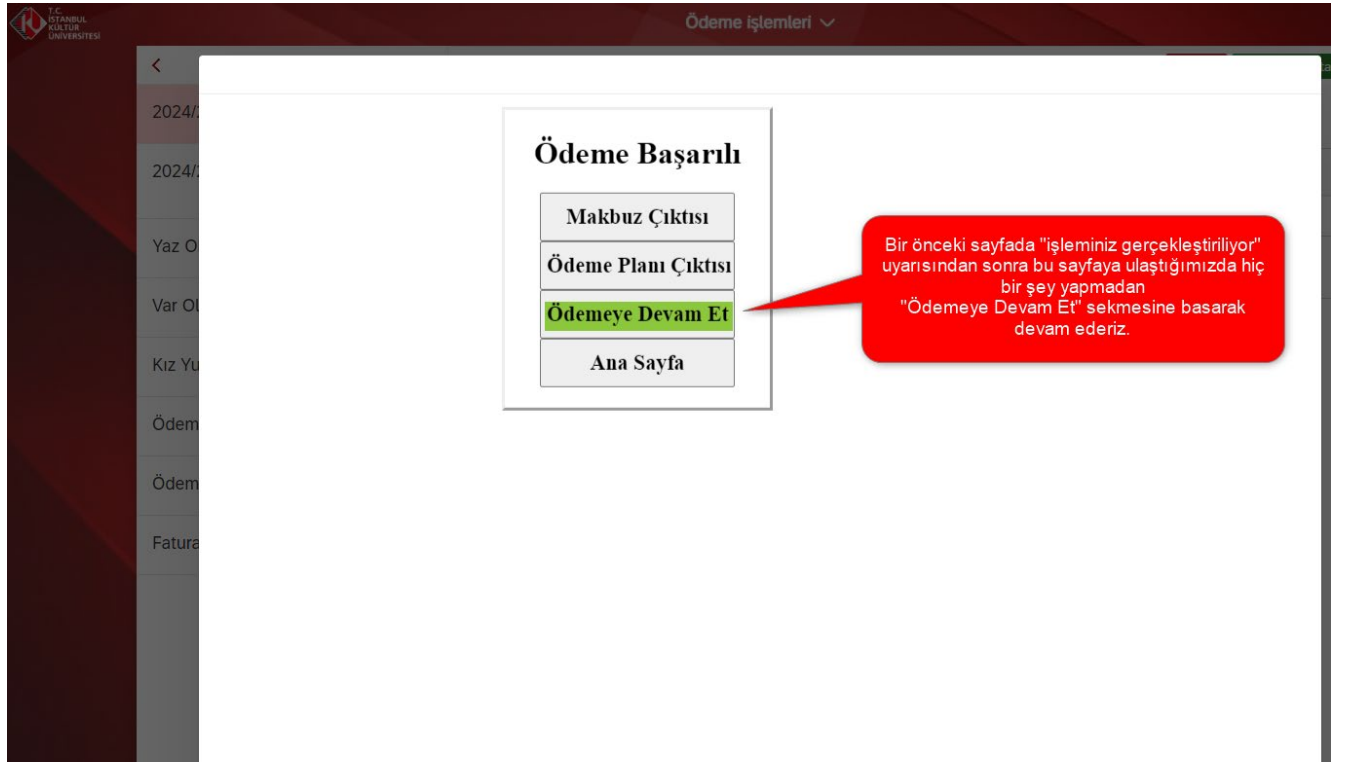 T.C.
İSTANBUL
KÜLTÜR
ÜNİVERSİTESİ
Ödeme işlemleri
2024/
2024/
Yaz O
Var OL
Kız Yu
Ödem
Ödem
Fatura
Ödeme Başarılı
Makbuz Çıktısı
Ödeme Planı Çıktısı
Ödemeye Devam Et
Ana Sayfa
Bir önceki sayfada "işleminiz gerçekleştiriliyor"
uyarısından sonra bu sayfaya ulaştığımızda hiç
bir şey yapmadan
"Ödemeye Devam Et" sekmesine basarak
devam ederiz.